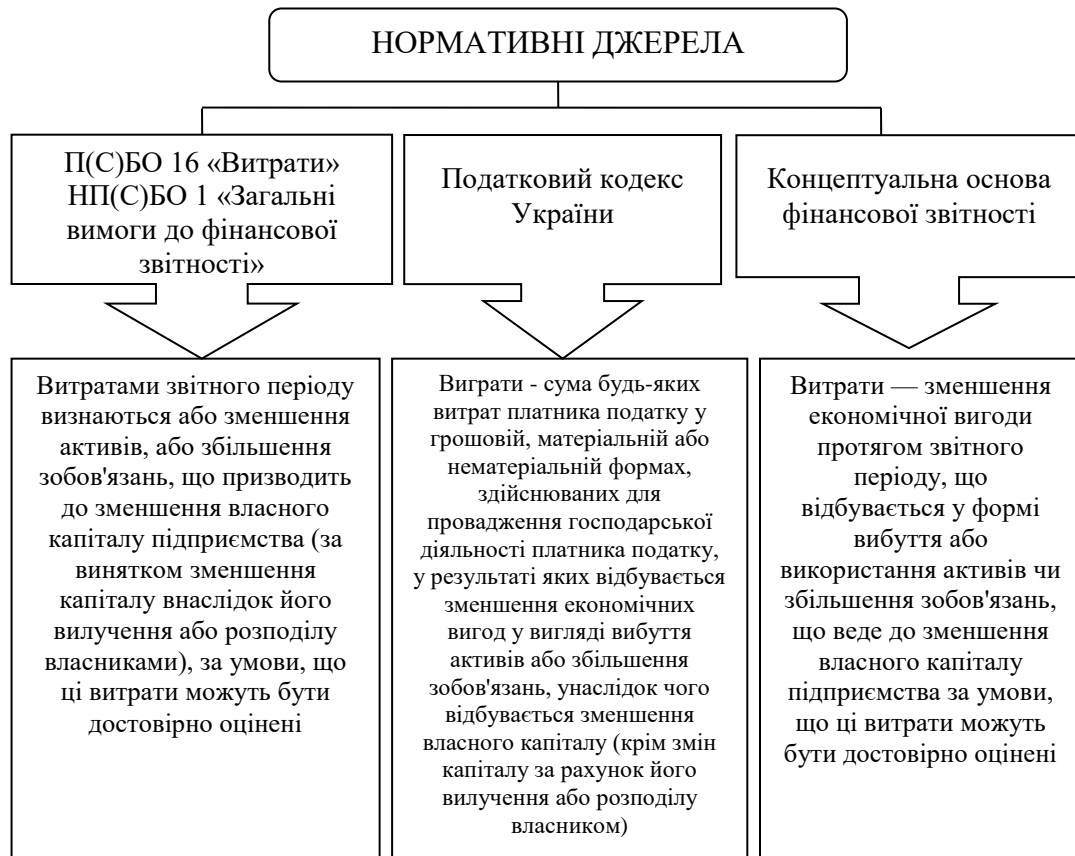 НОРМАТИВНІ ДЖЕРЕЛА
П(С)БО 16 «Витрати»
НП(С)БО 1 «Загальні
вимоги до фінансової
звітності»
Податковий кодекс
України
Концептуальна основа
фінансової звітності
Витратами звітного періоду
визнаються або зменшення
активів, або збільшення
зобов'язань, що призводить
до зменшення власного
капіталу підприємства (за
винятком зменшення
капіталу внаслідок його
вилучення або розподілу
власниками), за умови, що
ці витрати можуть бути
достовірно оцінені
Виграти - сума будь-яких
витрат платника податку у
грошовій, матеріальній або
нематеріальній формах,
здійснюваних для
провадження господарської
діяльності платника податку,
у результаті яких відбувається
зменшення економічних
вигод у вигляді вибуття
активів або збільшення
зобов'язань, унаслідок чого
відбувається зменшення
власного капіталу (крім змін
капіталу за рахунок його
вилучення або розподілу
власником)
Витрати — зменшення
економічної вигоди
протягом звітного
періоду, що
відбувається у формі
вибуття або
використання активів чи
збільшення зобов'язань,
що веде до зменшення
власного капіталу
підприємства за умови,
що ці витрати можуть
бути достовірно оцінені